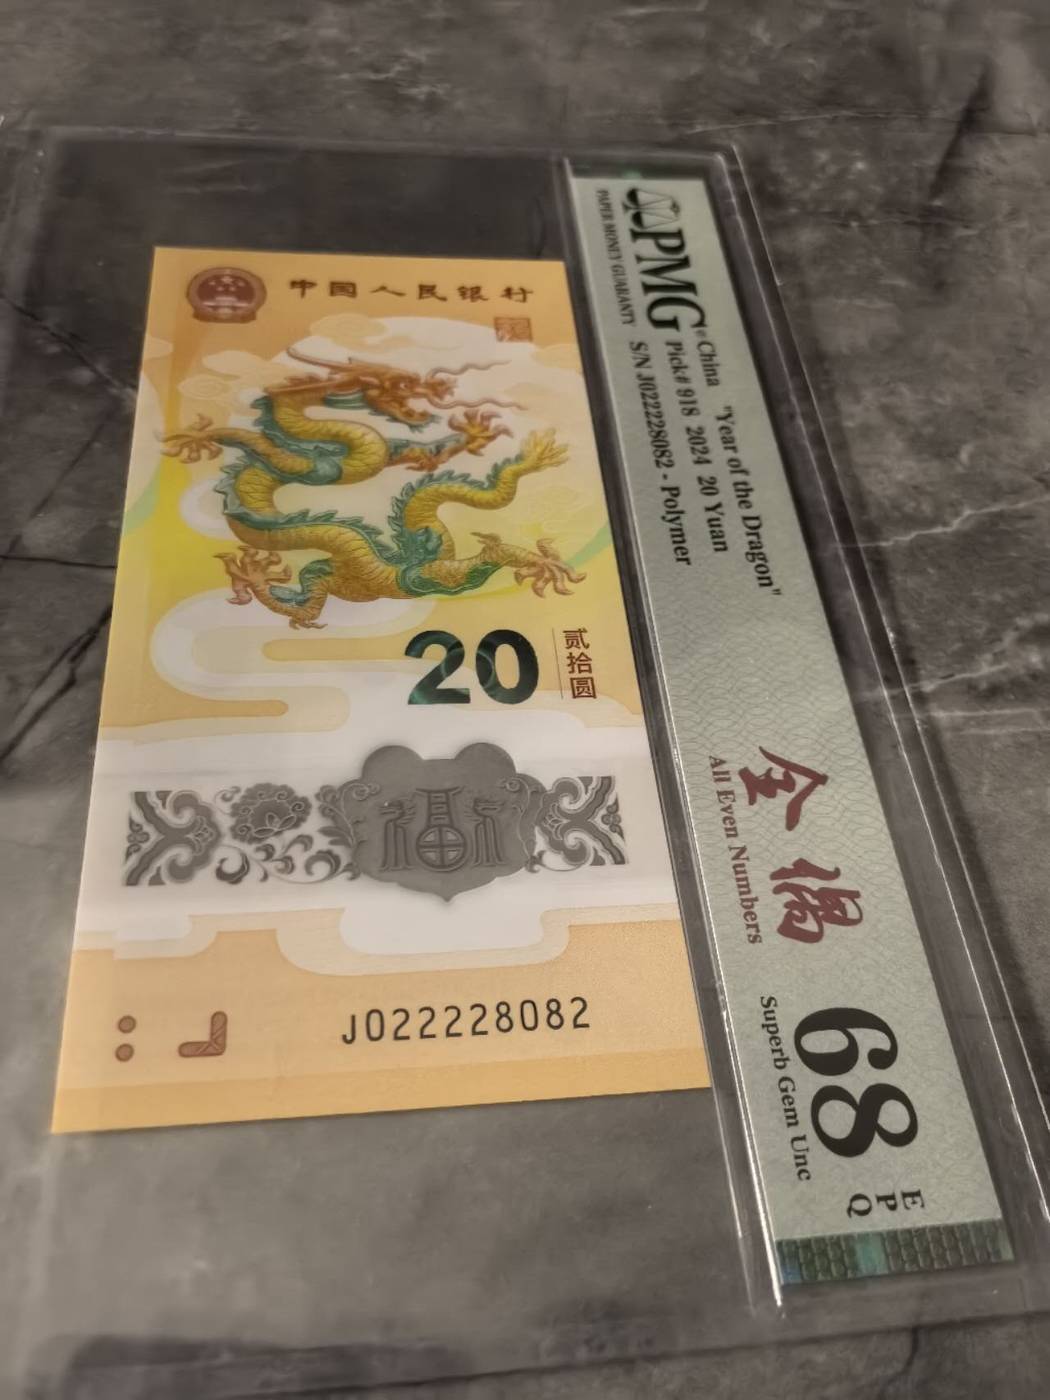 中国人民银行
20
贰拾圆
福
J022228082
PMG
PAPER MONEY GUARANTY
China "Year of the Dragon"
Pick# 918 2024 20 Yuan
S/N J022228082 - Polymer
全偶
All Even Numbers
68
EPQ
Superb Gem Unc